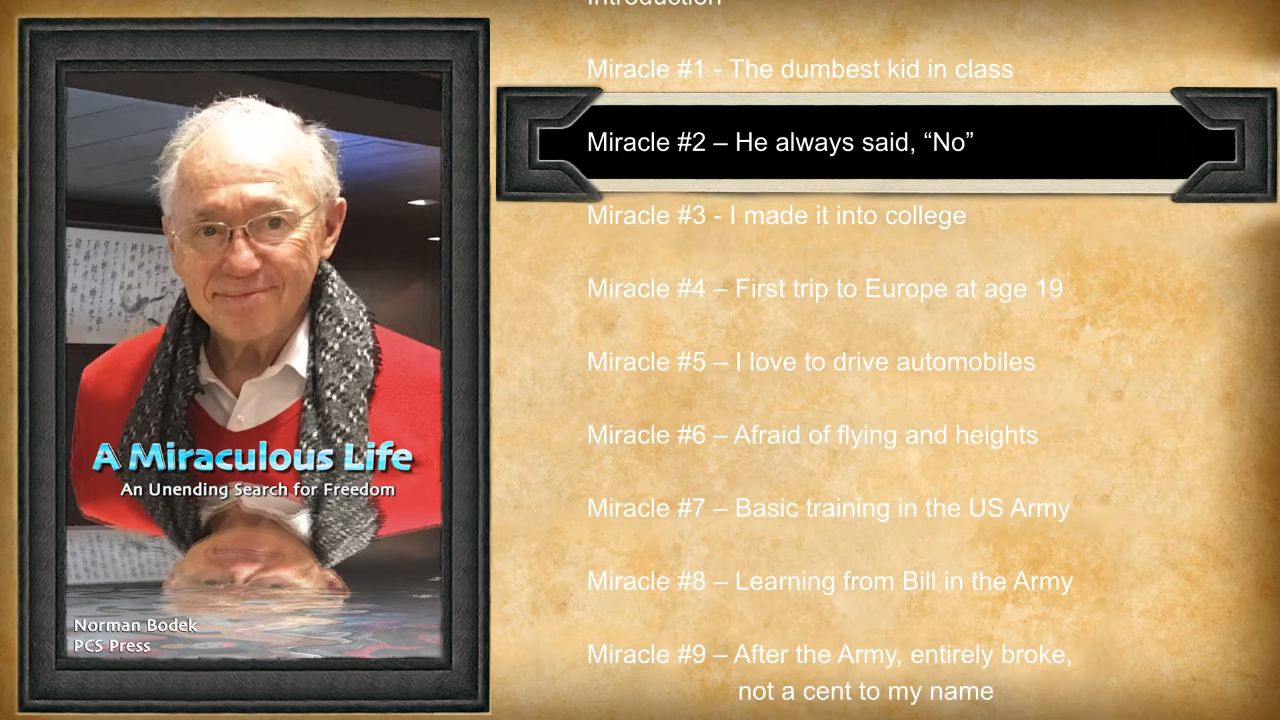 Introduction
Miracle #1 - The dumbest kid in class
Miracle #2 – He always said, “No”
Miracle #3 - I made it into college
Miracle #4 – First trip to Europe at age 19
Miracle #5 – I love to drive automobiles
Miracle #6 – Afraid of flying and heights
Miracle #7 – Basic training in the US Army
Miracle #8 – Learning from Bill in the Army
Miracle #9 – After the Army, entirely broke,
not a cent to my name
A Miraculous Life
An Unending Search for Freedom
Norman Bodek
PCS Press